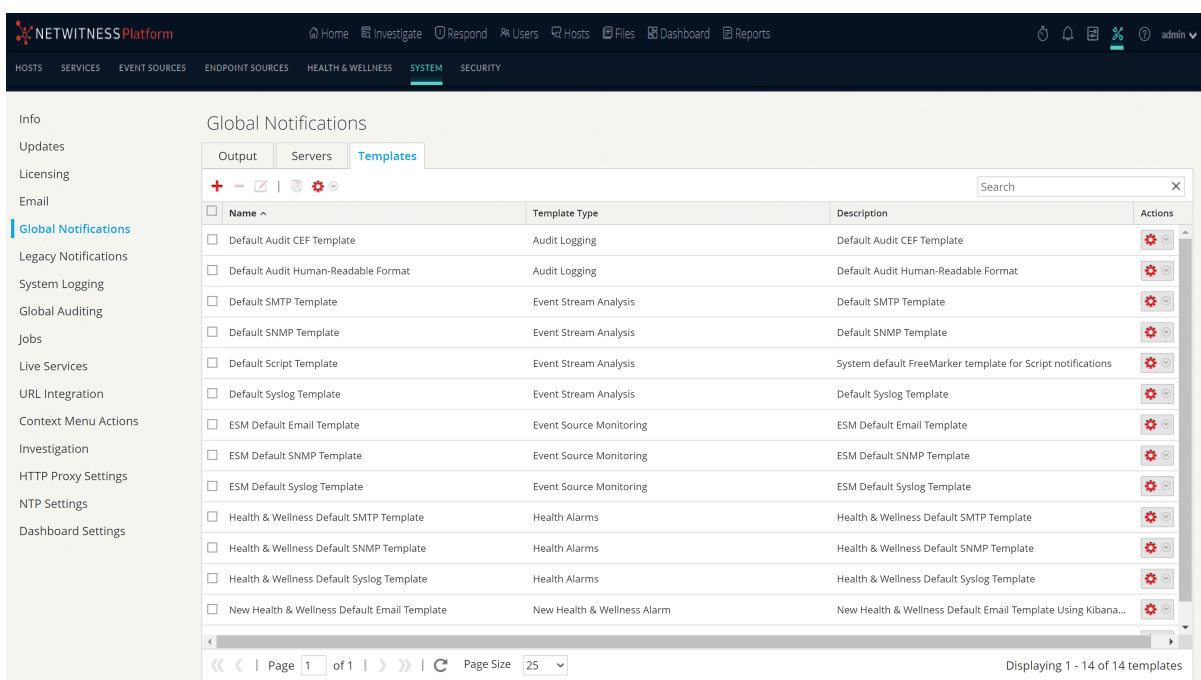 NETWITNESS Platform
Home Investigate Respond Users Hosts Files Dashboard Reports
admin
HOSTS SERVICES EVENT SOURCES ENDPOINT SOURCES HEALTH & WELLNESS SYSTEM SECURITY
Info
Updates
Licensing
Email
Global Notifications
Legacy Notifications
System Logging
Global Auditing
Jobs
Live Services
URL Integration
Context Menu Actions
Investigation
HTTP Proxy Settings
NTP Settings
Dashboard Settings
Global Notifications
Output Servers Templates
Search
Name Template Type Description Actions
Default Audit CEF Template Audit Logging Default Audit CEF Template
Default Audit Human-Readable Format Audit Logging Default Audit Human-Readable Format
Default SMTP Template Event Stream Analysis Default SMTP Template
Default SNMP Template Event Stream Analysis Default SNMP Template
Default Script Template Event Stream Analysis System default FreeMarker template for Script notifications
Default Syslog Template Event Stream Analysis Default Syslog Template
ESM Default Email Template Event Source Monitoring ESM Default Email Template
ESM Default SNMP Template Event Source Monitoring ESM Default SNMP Template
ESM Default Syslog Template Event Source Monitoring ESM Default Syslog Template
Health & Wellness Default SMTP Template Health Alarms Health & Wellness Default SMTP Template
Health & Wellness Default SNMP Template Health Alarms Health & Wellness Default SNMP Template
Health & Wellness Default Syslog Template Health Alarms Health & Wellness Default Syslog Template
New Health & Wellness Default Email Template New Health & Wellness Alarm New Health & Wellness Default Email Template Using Kibana...
Page 1 of 1 Page Size 25 Displaying 1 - 14 of 14 templates